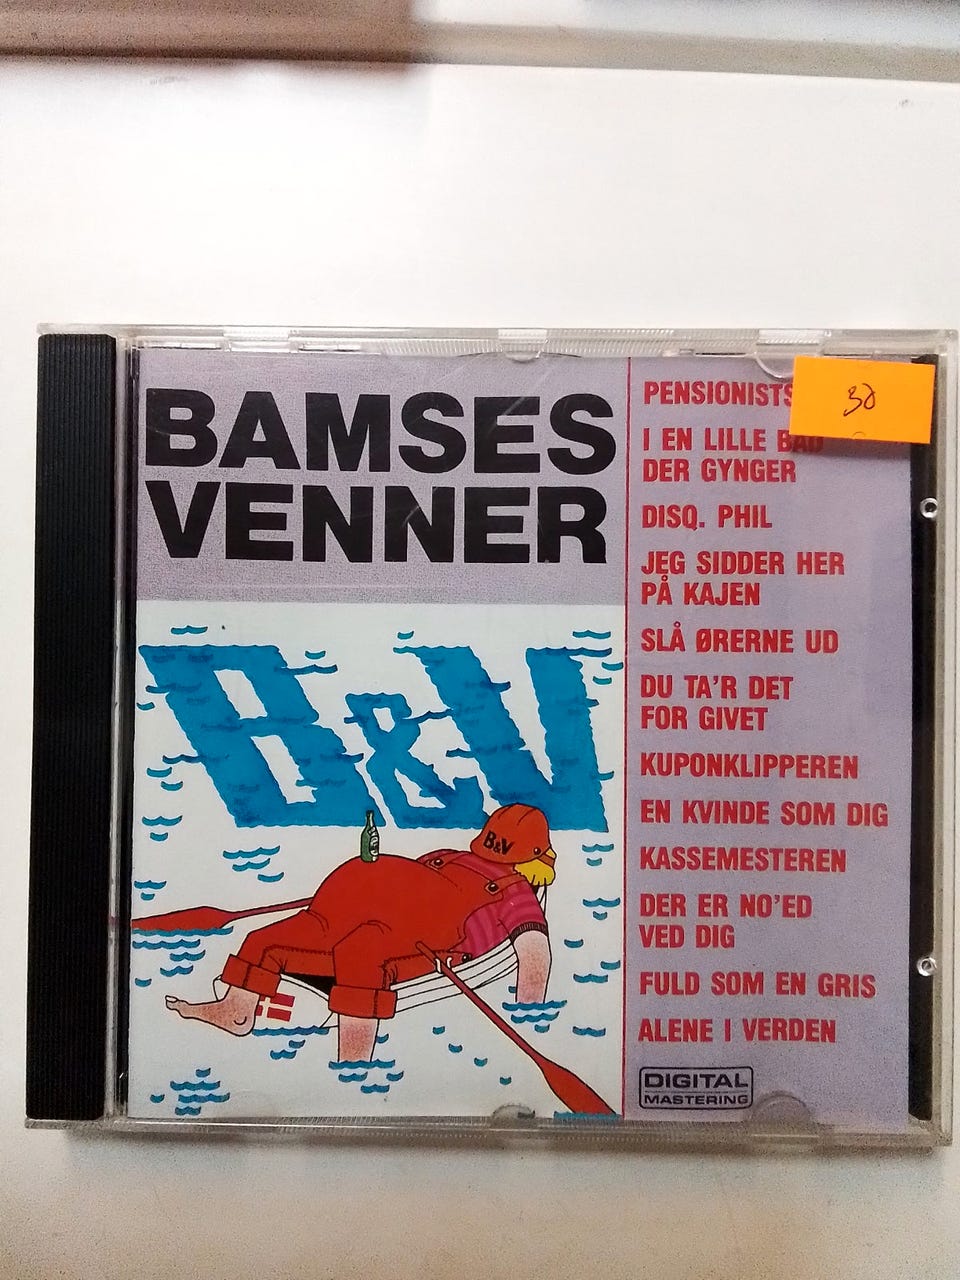 BAMSES
VENNER
B&V
B&V
PENSIONISTS
30
I EN LILLE BÅD
DER GYNGER
DISQ. PHIL
JEG SIDDER HER
PÅ KAJEN
SLÅ ØRERNE UD
DU TA'R DET
FOR GIVET
KUPONKLIPPEREN
EN KVINDE SOM DIG
KASSEMESTEREN
DER ER NO'ED
VED DIG
FULD SOM EN GRIS
ALENE I VERDEN
DIGITAL
MASTERING